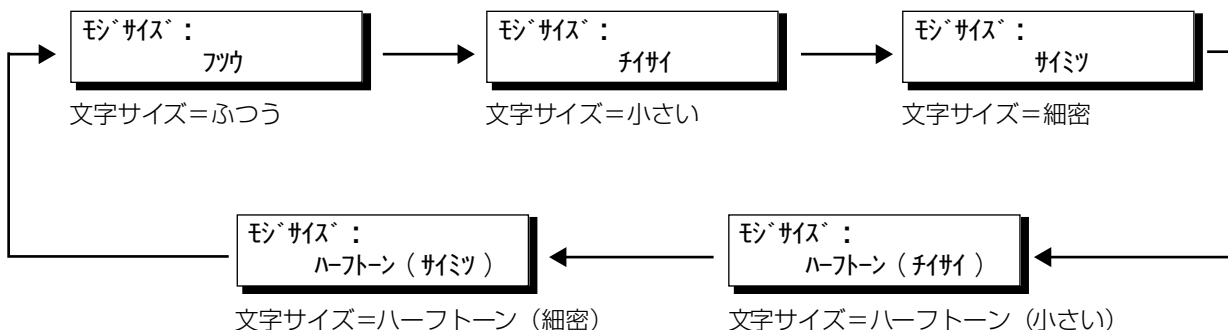 ﾓｼﾞｻｲｽﾞ：
ﾌﾂｳ
文字サイズ＝ふつう
ﾓｼﾞｻｲｽﾞ：
ﾁｲｻｲ
文字サイズ＝小さい
ﾓｼﾞｻｲｽﾞ：
ｻｲﾐﾂ
文字サイズ＝細密
ﾓｼﾞｻｲｽﾞ：
ﾊｰﾌﾄｰﾝ（ﾁｲｻｲ）
文字サイズ＝ハーフトーン（小さい）
ﾓｼﾞｻｲｽﾞ：
ﾊｰﾌﾄｰﾝ（ｻｲﾐﾂ）
文字サイズ＝ハーフトーン（細密）